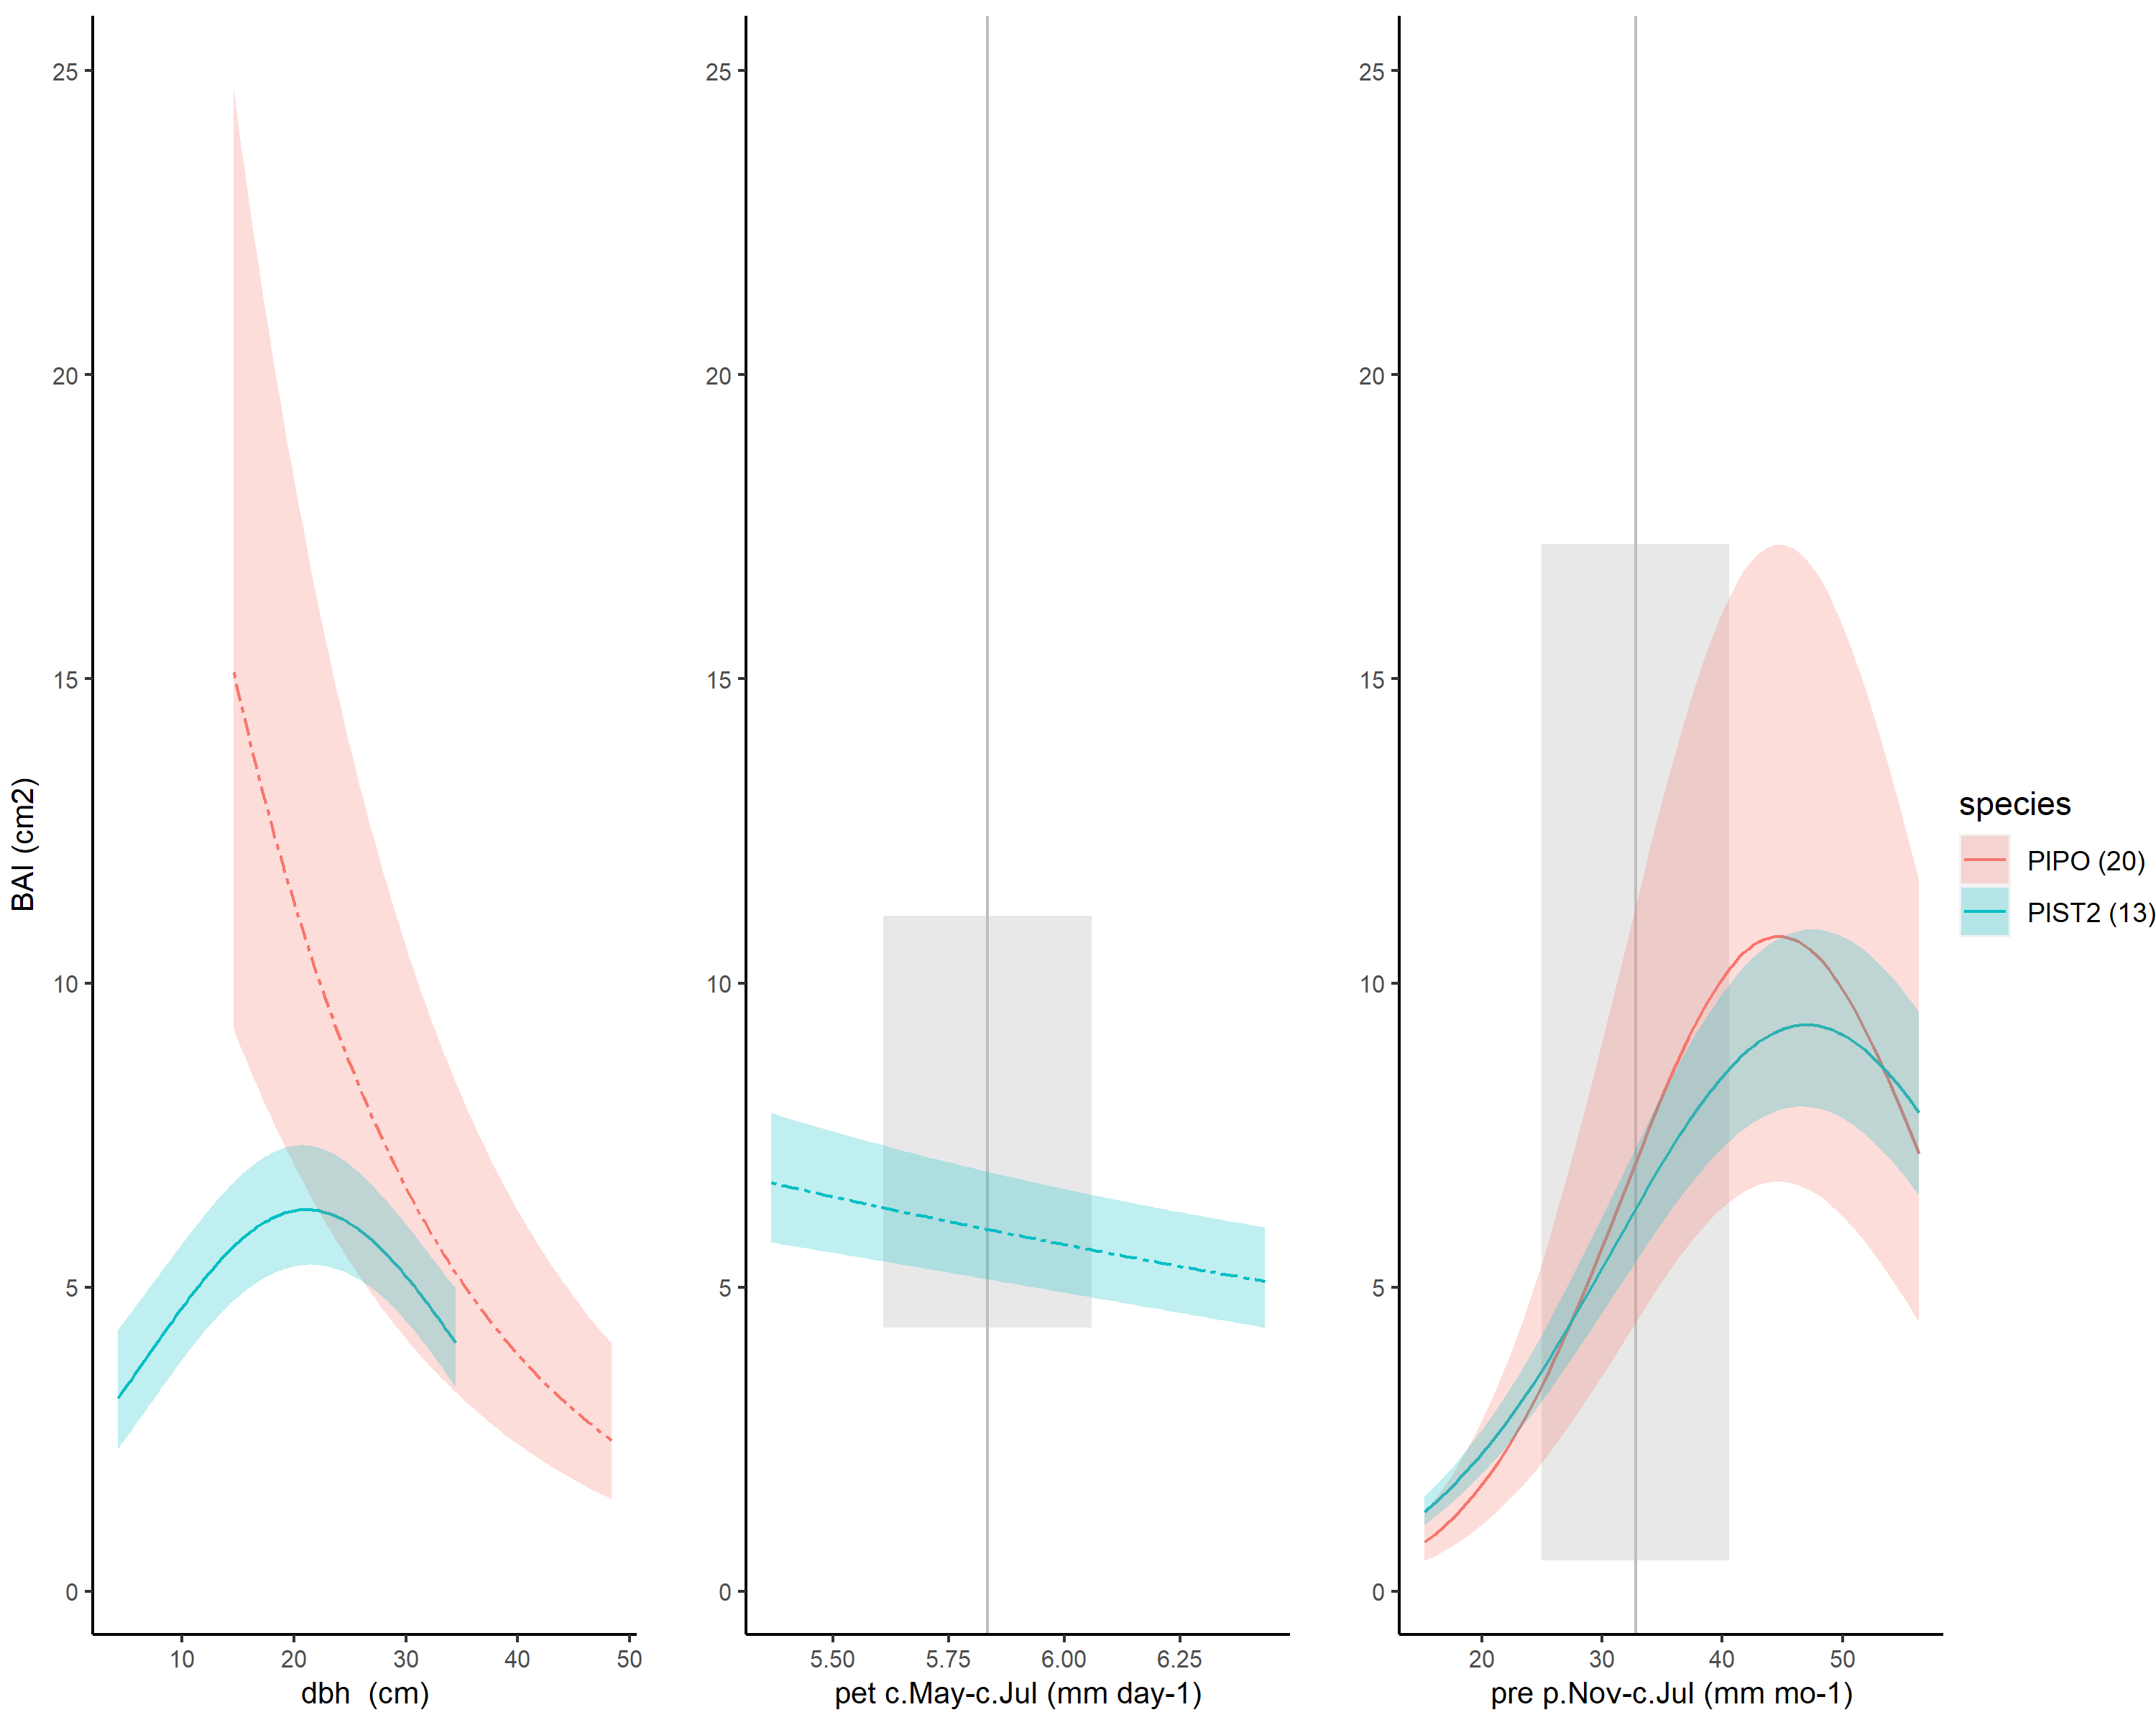 BAI (cm2)
25
20
15
10
5
0
10 20 30 40 50
dbh  (cm)
25
20
15
10
5
0
5.50 5.75 6.00 6.25
pet c.May-c.Jul (mm day-1)
25
20
15
10
5
0
20 30 40 50
pre p.Nov-c.Jul (mm mo-1)
species
PIPO (20)
PIST2 (13)